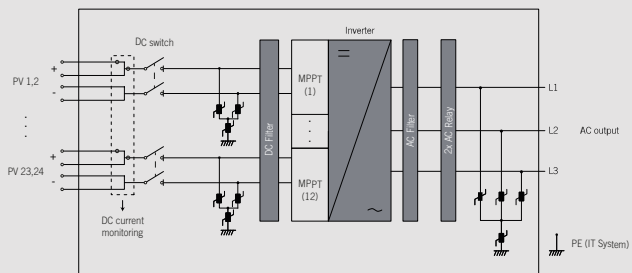 Inverter
DC switch
PV 1,2
+
-
PV 23,24
+
-
DC current
monitoring
DC Filter
MPPT
(1)
MPPT
(12)
AC Filter
2x AC Relay
L1
L2
L3
AC output
PE (IT System)